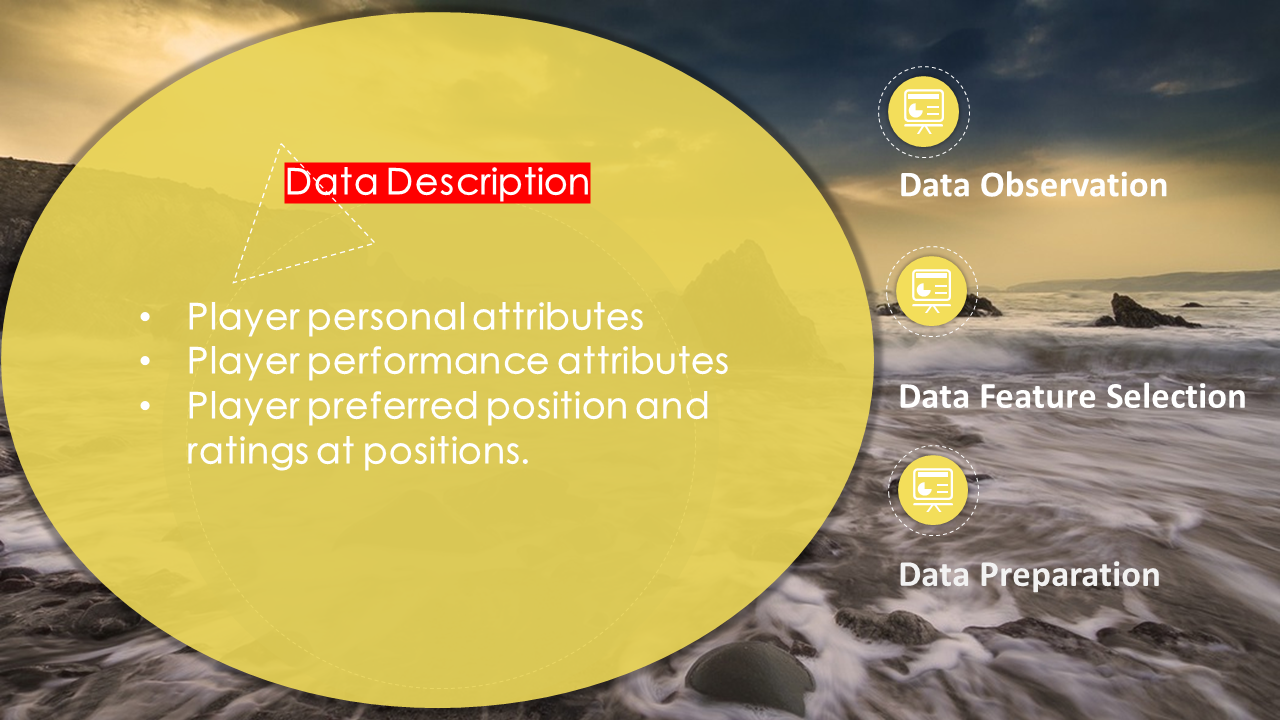 Data Description
• Player personal attributes
• Player performance attributes
• Player preferred position and
ratings at positions.
Data Observation
Data Feature Selection
Data Preparation